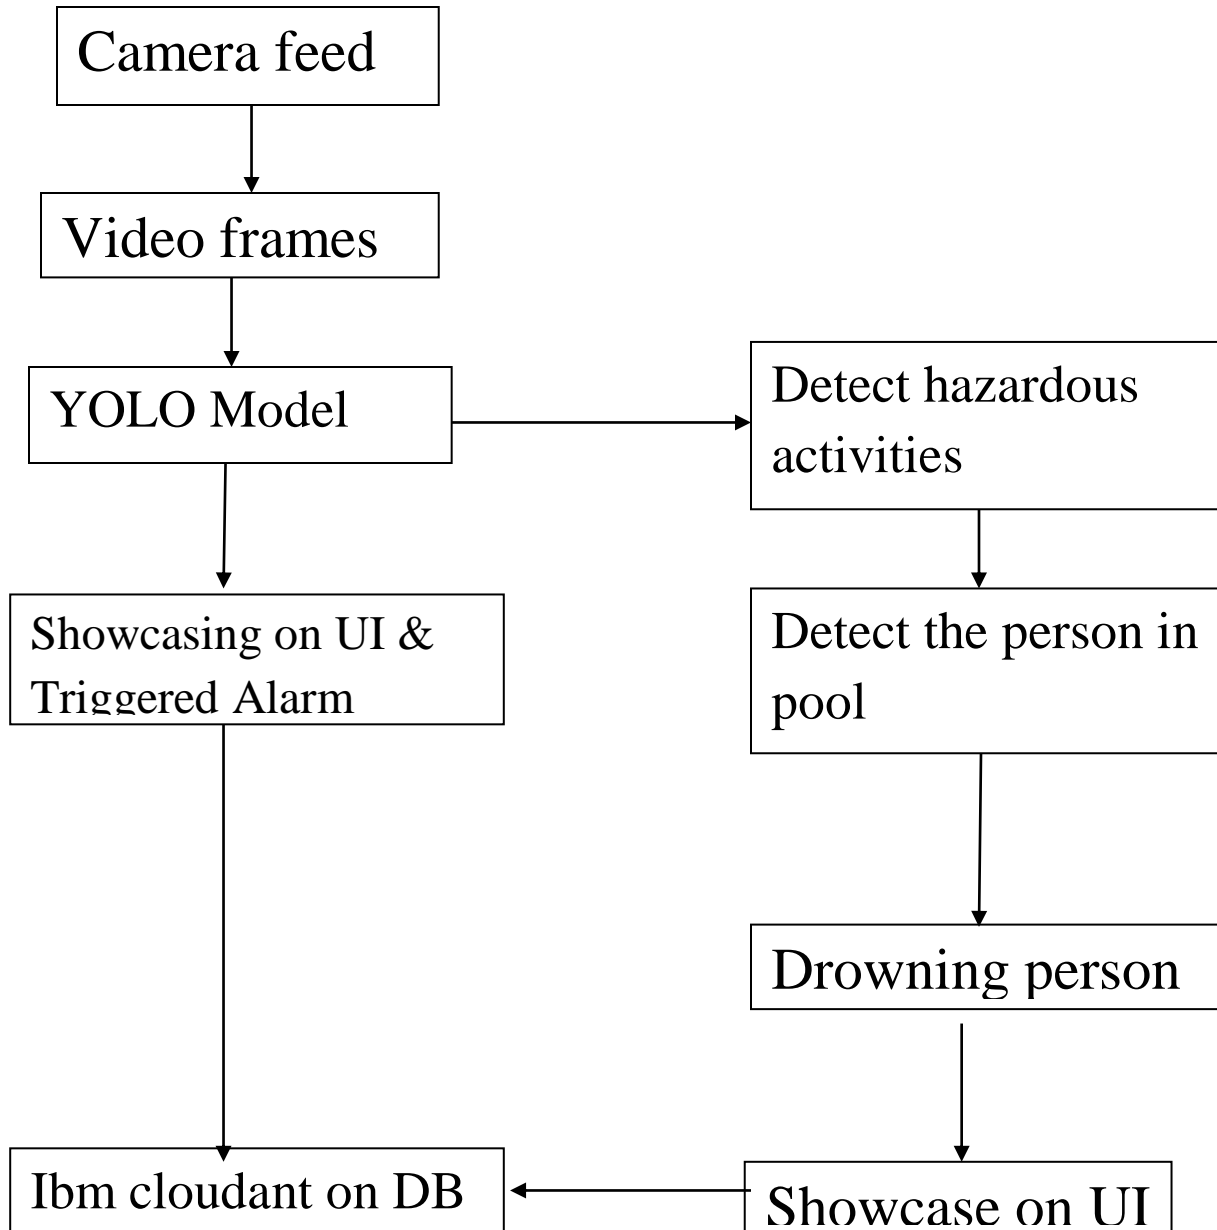 Camera feed
Video frames
YOLO Model
Detect hazardous
activities
Showcasing on UI &
Triggered Alarm
Detect the person in
pool
Drowning person
Ibm cloudant on DB
Showcase on UI